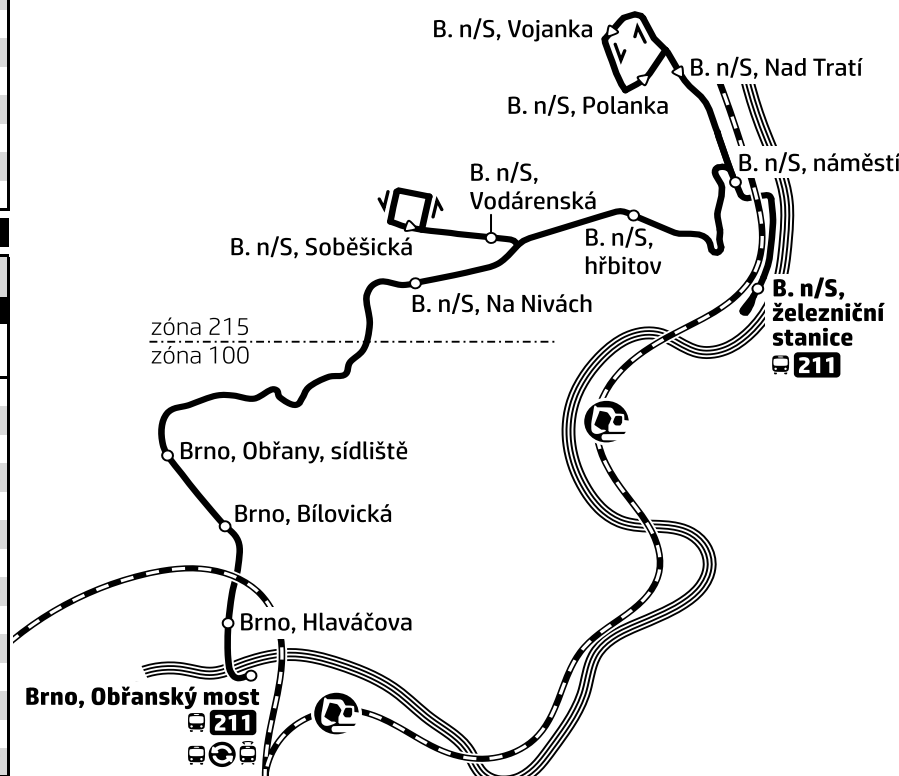 B. n/S, Vojanka
B. n/S, Nad Tratí
B. n/S, Polanka
B. n/S, náměstí
B. n/S,
Vodárenská
B. n/S, Soběšická
B. n/S,
hřbitov
B. n/S, Na Nivách
B. n/S,
železniční
stanice
211
zóna 215
zóna 100
Brno, Obřany, sídliště
Brno, Bílovická
Brno, Hlaváčova
Brno, Obřanský most
211